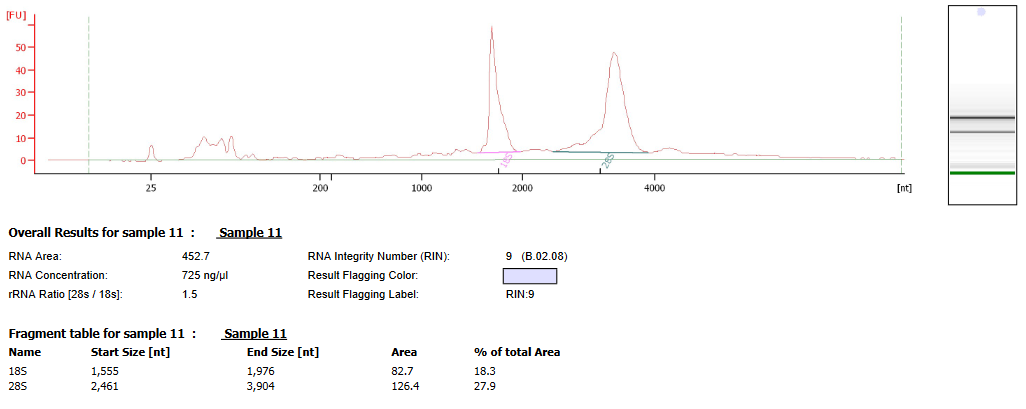 [FU]
50
40
30
20
10
0
18S
28S
25
200
1000
2000
4000
[nt]
Overall Results for sample 11 : Sample 11
RNA Area: 452.7 RNA Integrity Number (RIN): 9 (B.02.08)
RNA Concentration: 725 ng/µl Result Flagging Color:
rRNA Ratio [28s / 18s]: 1.5 Result Flagging Label: RIN:9
Fragment table for sample 11 : Sample 11
Name Start Size [nt] End Size [nt] Area % of total Area
18S 1,555 1,976 82.7 18.3
28S 2,461 3,904 126.4 27.9